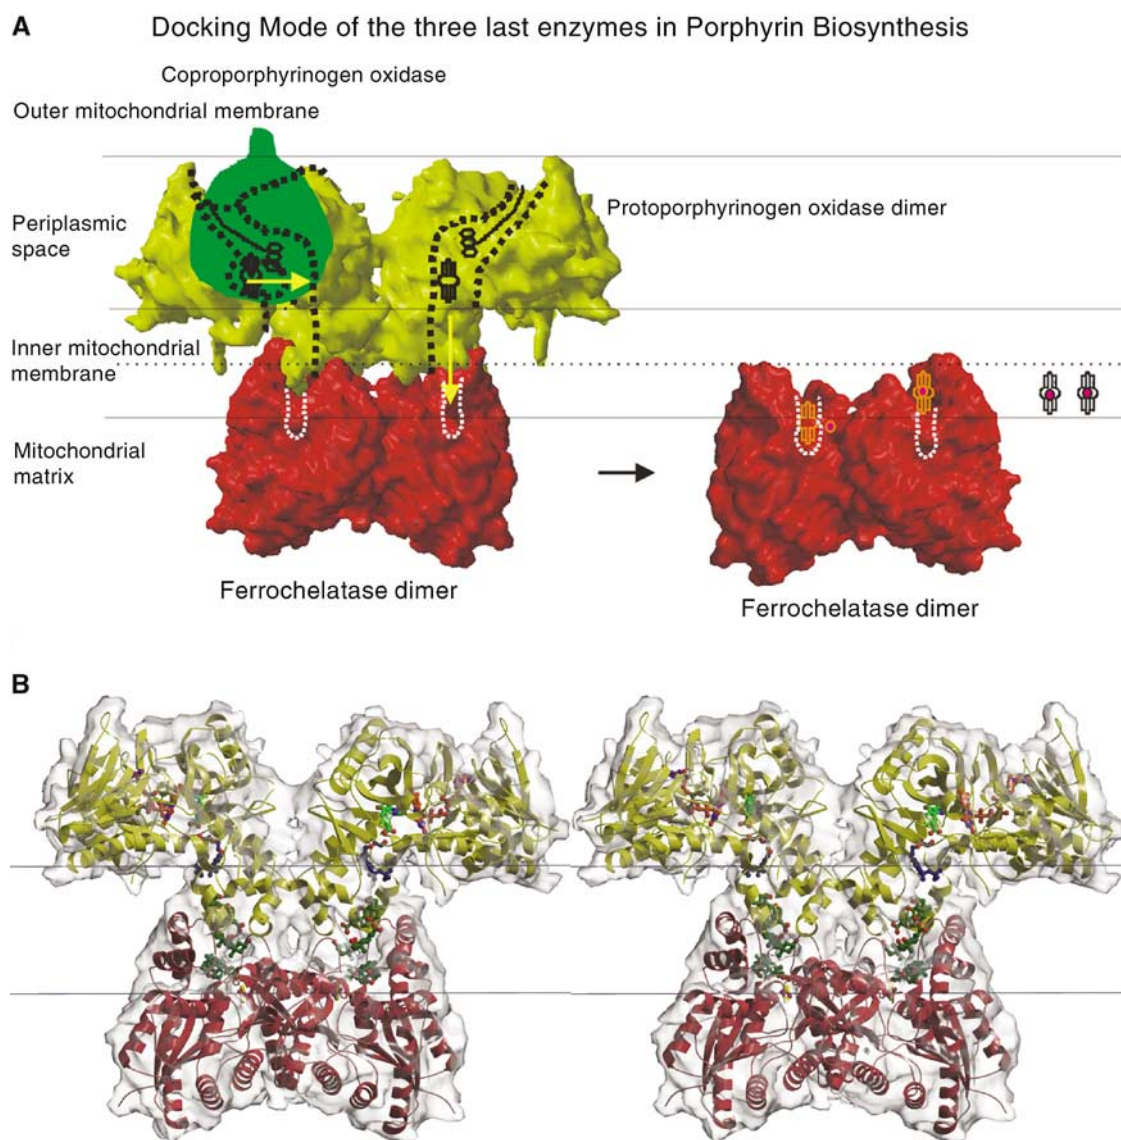 A
Docking Mode of the three last enzymes in Porphyrin Biosynthesis
Coproporphyrinogen oxidase
Outer mitochondrial membrane
Periplasmic
space
Protoporphyrinogen oxidase dimer
Inner mitochondrial
membrane
Mitochondrial
matrix
Ferrochelatase dimer
Ferrochelatase dimer
B